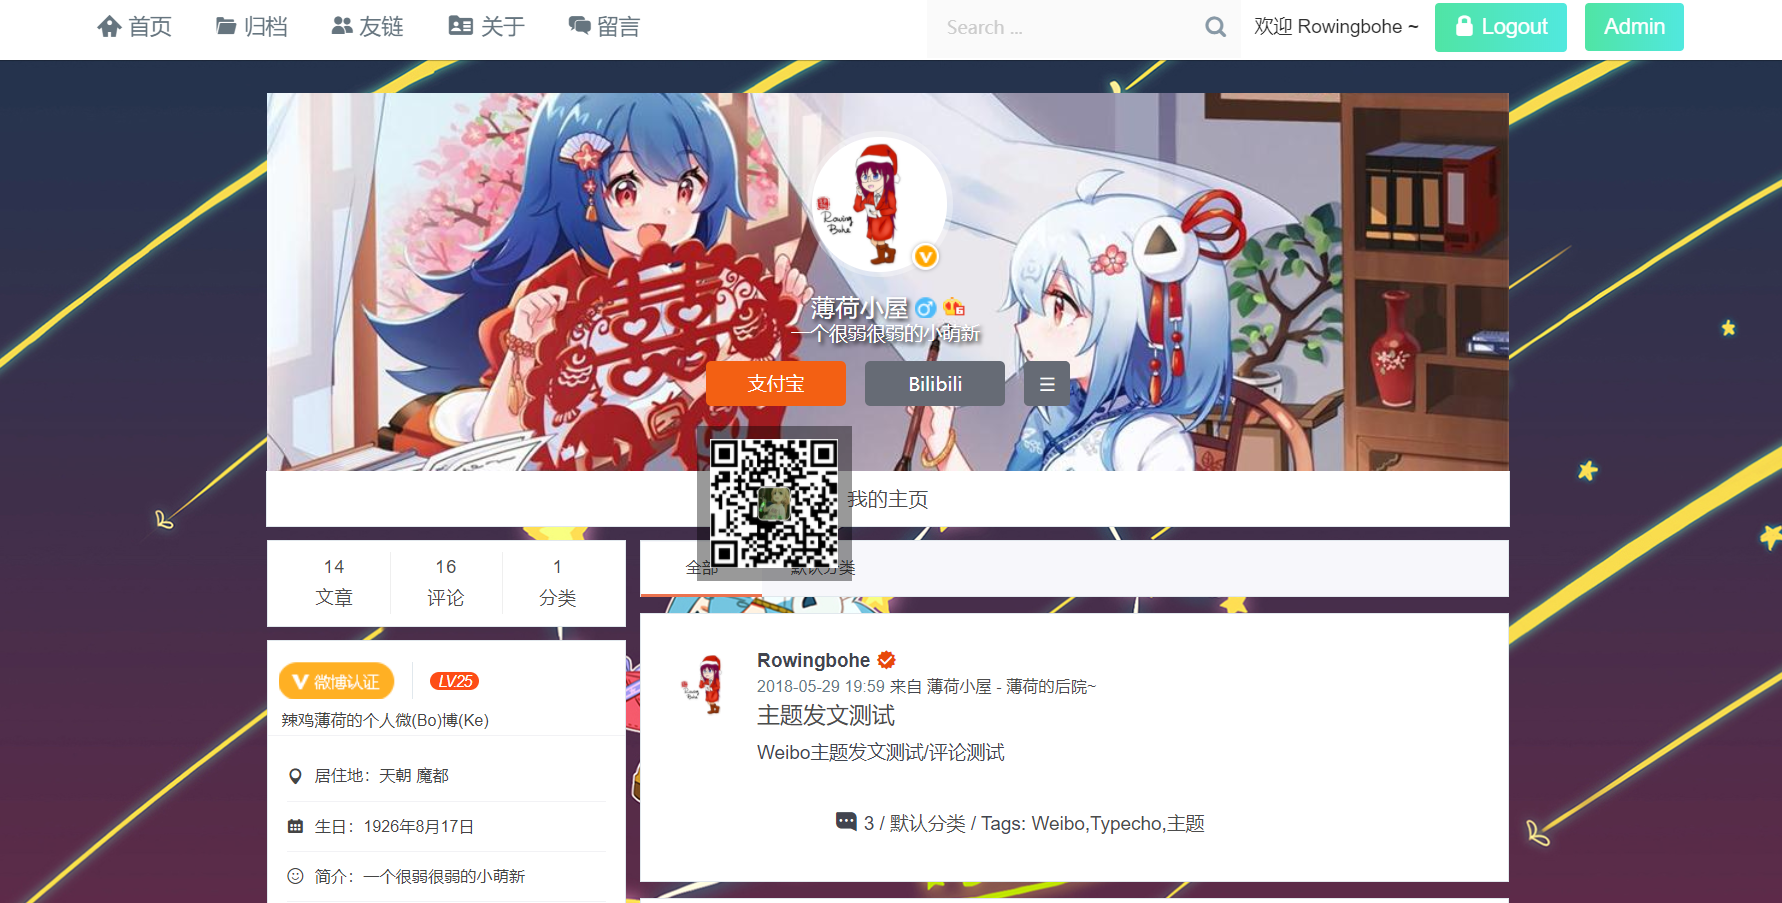 首页 归档 友链 关于 留言 Search ... 欢迎 Rowingbohe ~ Logout Admin
Rowing
Bohe
薄荷小屋
一个很弱很弱的小萌新
支付宝 Bilibili
我的主页
14 16 1
文章 评论 分类
全部 默认分类
微博认证 LV.25
辣鸡薄荷的个人微(Bo)博(Ke)
居住地：天朝 魔都
生日：1926年8月17日
简介：一个很弱很弱的小萌新
Rowingbohe
2018-05-29 19:59 来自 薄荷小屋 - 薄荷的后院~
主题发文测试
Weibo主题发文测试/评论测试
3 / 默认分类 / Tags: Weibo,Typecho,主题